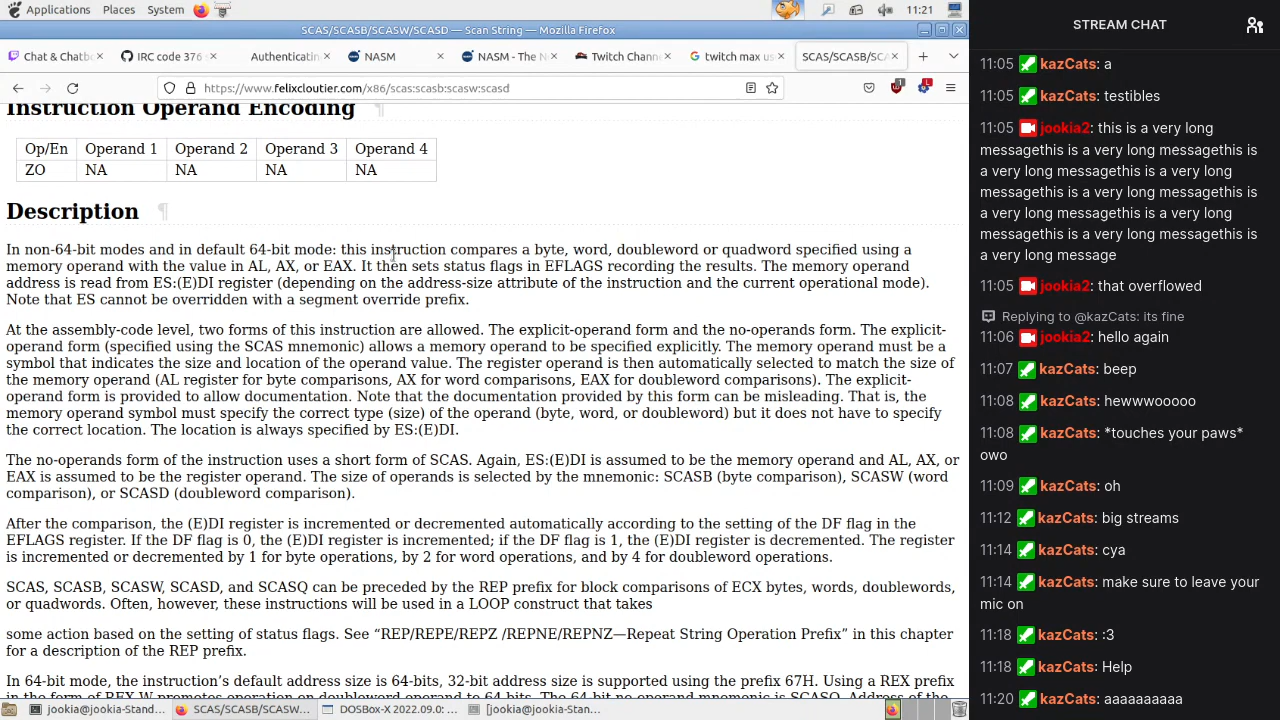 Applications Places System 11:21
SCAS/SCASB/SCASW/SCASD — Scan String — Mozilla Firefox
Chat & Chatbo IRC code 376 Authenticatin NASM NASM - The N Twitch Channe twitch max us SCAS/SCASB/SC
https://www.felixcloutier.com/x86/scas:scasb:scasw:scasd
Instruction Operand Encoding ¶
Op/En Operand 1 Operand 2 Operand 3 Operand 4
ZO NA NA NA NA
Description ¶
In non-64-bit modes and in default 64-bit mode: this instruction compares a byte, word, doubleword or quadword specified using a
memory operand with the value in AL, AX, or EAX. It then sets status flags in EFLAGS recording the results. The memory operand
address is read from ES:(E)DI register (depending on the address-size attribute of the instruction and the current operational mode).
Note that ES cannot be overridden with a segment override prefix.
At the assembly-code level, two forms of this instruction are allowed. The explicit-operand form and the no-operands form. The explicit-
operand form (specified using the SCAS mnemonic) allows a memory operand to be specified explicitly. The memory operand must be a
symbol that indicates the size and location of the operand value. The register operand is then automatically selected to match the size of
the memory operand (AL register for byte comparisons, AX for word comparisons, EAX for doubleword comparisons). The explicit-
operand form is provided to allow documentation. Note that the documentation provided by this form can be misleading. That is, the
memory operand symbol must specify the correct type (size) of the operand (byte, word, or doubleword) but it does not have to specify
the correct location. The location is always specified by ES:(E)DI.
The no-operands form of the instruction uses a short form of SCAS. Again, ES:(E)DI is assumed to be the memory operand and AL, AX, or
EAX is assumed to be the register operand. The size of operands is selected by the mnemonic: SCASB (byte comparison), SCASW (word
comparison), or SCASD (doubleword comparison).
After the comparison, the (E)DI register is incremented or decremented automatically according to the setting of the DF flag in the
EFLAGS register. If the DF flag is 0, the (E)DI register is incremented; if the DF flag is 1, the (E)DI register is decremented. The register
is incremented or decremented by 1 for byte operations, by 2 for word operations, and by 4 for doubleword operations.
SCAS, SCASB, SCASW, SCASD, and SCASQ can be preceded by the REP prefix for block comparisons of ECX bytes, words, doublewords,
or quadwords. Often, however, these instructions will be used in a LOOP construct that takes
some action based on the setting of status flags. See “REP/REPE/REPZ /REPNE/REPNZ—Repeat String Operation Prefix” in this chapter
for a description of the REP prefix.
In 64-bit mode, the instruction’s default address size is 64-bits, 32-bit address size is supported using the prefix 67H. Using a REX prefix
in the form of REX.W promotes operation on doubleword operand to 64 bits. The 64-bit no-operand mnemonic is SCASQ. Address of the
jookia@jookia-Stand... SCAS/SCASB/SCASW... DOSBox-X 2022.09.0: ... [jookia@jookia-Stan...
STREAM CHAT
11:05 kazCats: a
11:05 kazCats: testibles
11:05 jookia2: this is a very long
messagethis is a very long messagethis is
a very long messagethis is a very long
messagethis is a very long messagethis is
a very long messagethis is a very long
messagethis is a very long messagethis is
a very long message
11:05 jookia2: that overflowed
Replying to @kazCats: its fine
11:06 jookia2: hello again
11:07 kazCats: beep
11:08 kazCats: hewwwooooo
11:08 kazCats: *touches your paws*
owo
11:09 kazCats: oh
11:12 kazCats: big streams
11:14 kazCats: cya
11:14 kazCats: make sure to leave your
mic on
11:18 kazCats: :3
11:18 kazCats: Help
11:20 kazCats: aaaaaaaaaa